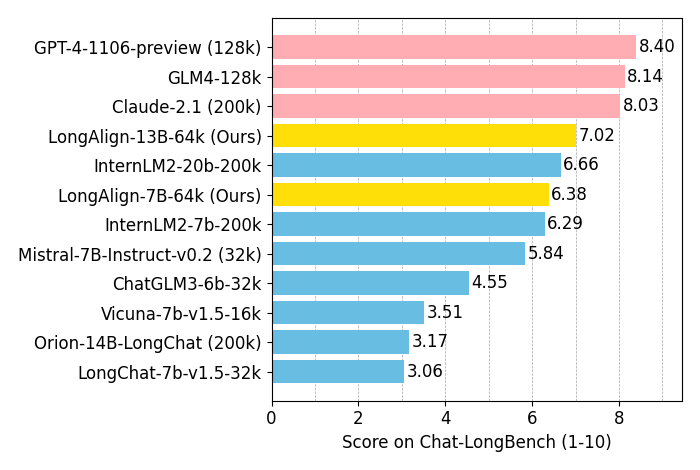 GPT-4-1106-preview (128k) 8.40
GLM4-128k 8.14
Claude-2.1 (200k) 8.03
LongAlign-13B-64k (Ours) 7.02
InternLM2-20b-200k 6.66
LongAlign-7B-64k (Ours) 6.38
InternLM2-7b-200k 6.29
Mistral-7B-Instruct-v0.2 (32k) 5.84
ChatGLM3-6b-32k 4.55
Vicuna-7b-v1.5-16k 3.51
Orion-14B-LongChat (200k) 3.17
LongChat-7b-v1.5-32k 3.06
0 2 4 6 8
Score on Chat-LongBench (1-10)